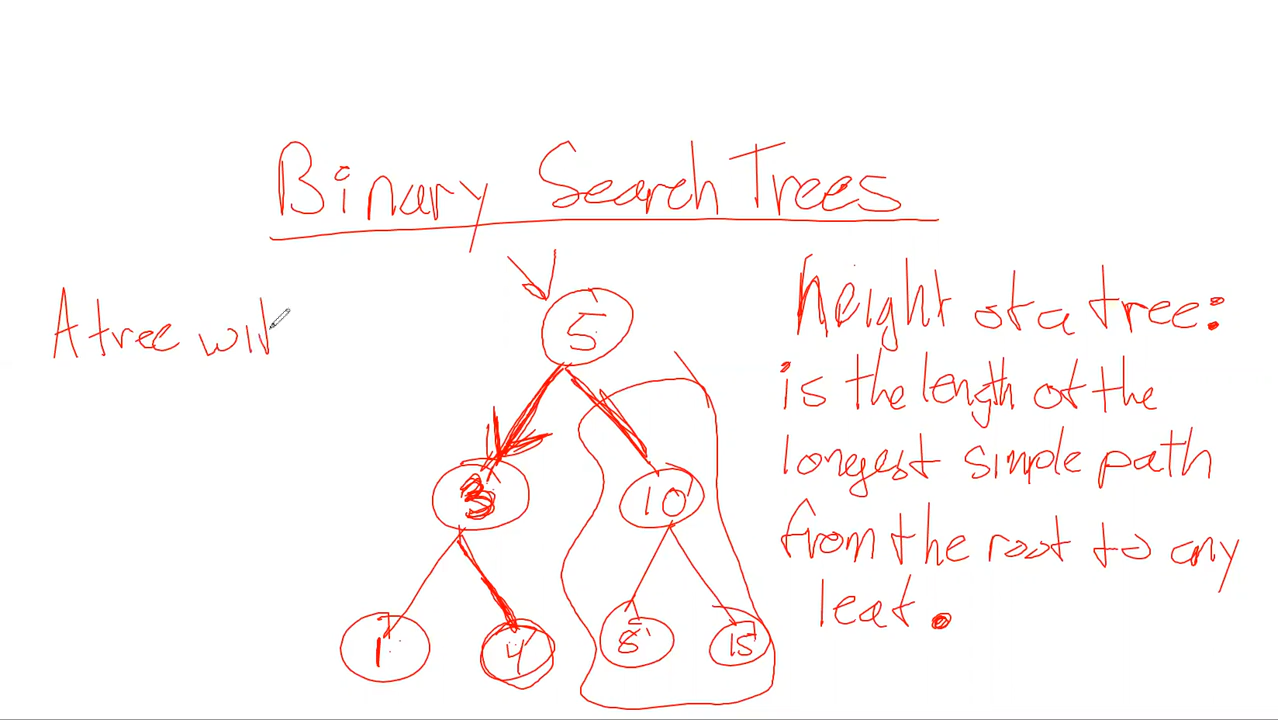 Binary Search Trees
A tree wit
5
3
10
1
4
8
15
height of a tree:
is the length of the
longest simple path
from the root to any
leaf.